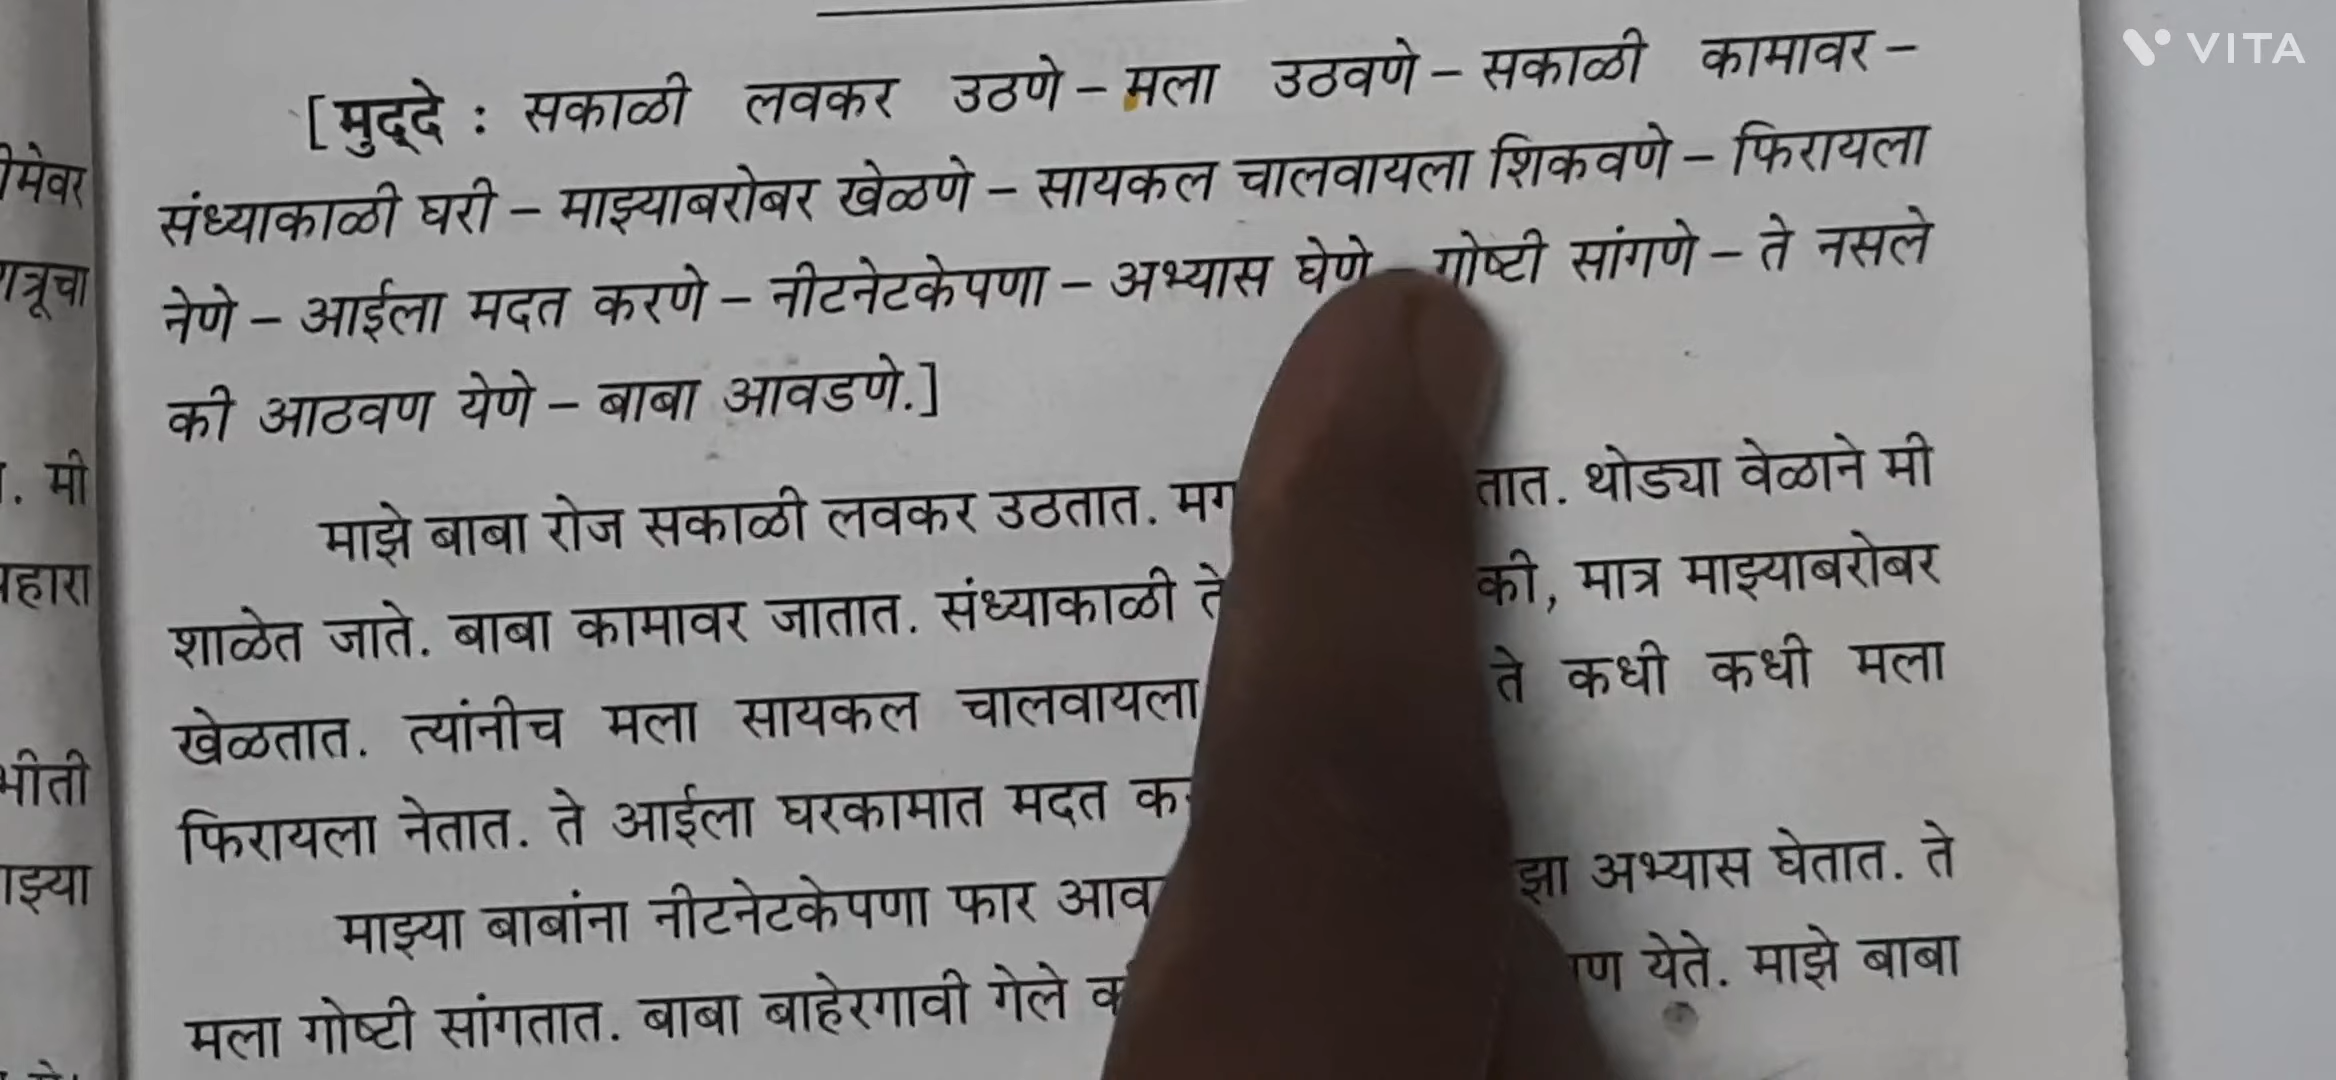 VITA
[मुद्दे : सकाळी लवकर उठणे – मला उठवणे – सकाळी कामावर –
संध्याकाळी घरी – माझ्याबरोबर खेळणे – सायकल चालवायला शिकवणे – फिरायला
नेणे – आईला मदत करणे – नीटनेटकेपणा – अभ्यास घेणे – गोष्टी सांगणे – ते नसले
की आठवण येणे – बाबा आवडणे.]
माझे बाबा रोज सकाळी लवकर उठतात. थोड्या वेळाने मी
शाळेत जाते. बाबा कामावर जातात. संध्याकाळी की, मात्र माझ्याबरोबर
खेळतात. त्यांनीच मला सायकल चालवायला ते कधी कधी मला
फिरायला नेतात. ते आईला घरकामात मदत
माझ्या बाबांना नीटनेटकेपणा फार अभ्यास घेतात. ते
मला गोष्टी सांगतात. बाबा बाहेरगावी गेले येते. माझे बाबा
मी